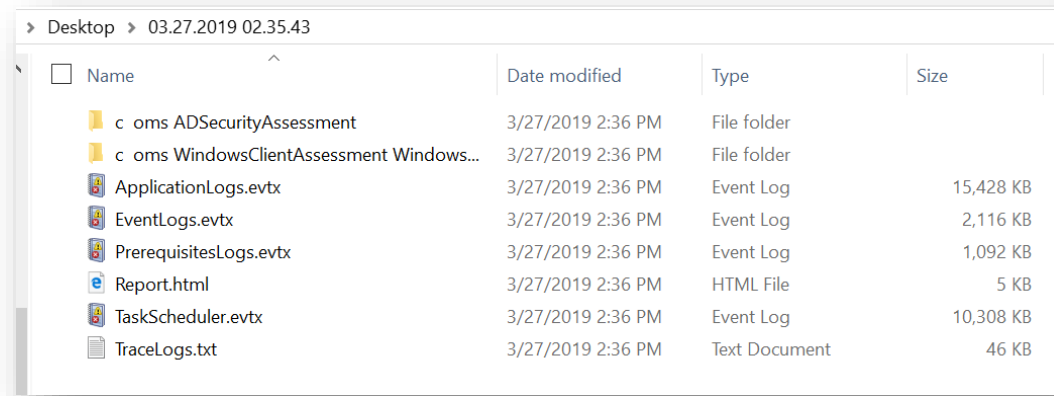 Desktop 03.27.2019 02.35.43
Name Date modified Type Size
c oms ADSecurityAssessment 3/27/2019 2:36 PM File folder
c oms WindowsClientAssessment Windows... 3/27/2019 2:36 PM File folder
ApplicationLogs.evtx 3/27/2019 2:36 PM Event Log 15,428 KB
EventLogs.evtx 3/27/2019 2:36 PM Event Log 2,116 KB
PrerequisitesLogs.evtx 3/27/2019 2:36 PM Event Log 1,092 KB
Report.html 3/27/2019 2:36 PM HTML File 5 KB
TaskScheduler.evtx 3/27/2019 2:36 PM Event Log 10,308 KB
TraceLogs.txt 3/27/2019 2:36 PM Text Document 46 KB